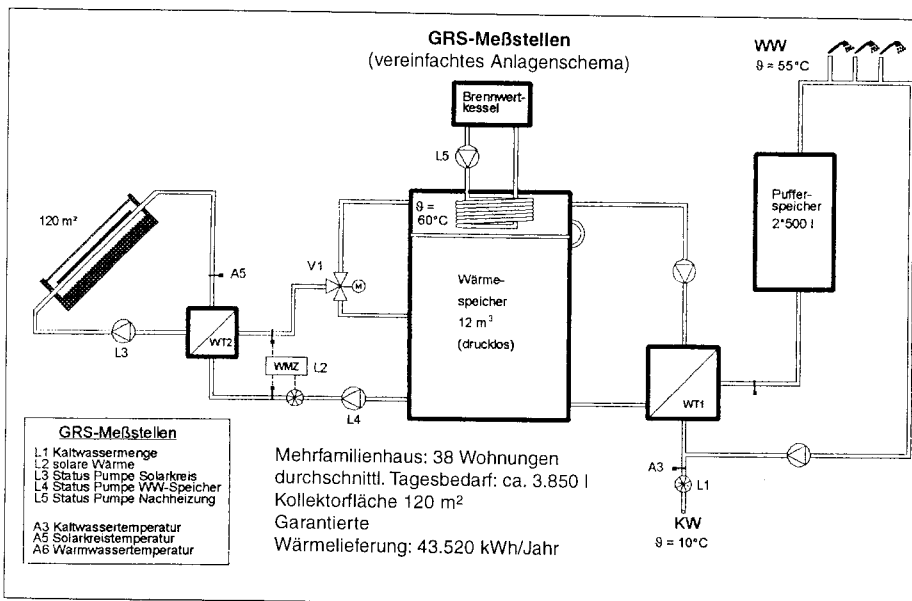 GRS-Meßstellen
(vereinfachtes Anlagenschema)
WW
ϑ = 55°C
Brennwert-
kessel
L5
ϑ =
60°C
Puffer-
speicher
2*500 l
120 m²
A5
V1
M
Wärme-
speicher
12 m³
(drucklos)
L3
WT2
WMZ
L2
L4
WT1
GRS-Meßstellen
L1 Kaltwassermenge
L2 solare Wärme
L3 Status Pumpe Solarkreis
L4 Status Pumpe WW-Speicher
L5 Status Pumpe Nachheizung
A3 Kaltwassertemperatur
A5 Solarkreistemperatur
A6 Warmwassertemperatur
Mehrfamilienhaus: 38 Wohnungen
durchschnittl. Tagesbedarf: ca. 3.850 l
Kollektorfläche 120 m²
Garantierte
Wärmelieferung: 43.520 kWh/Jahr
A3
L1
KW
ϑ = 10°C